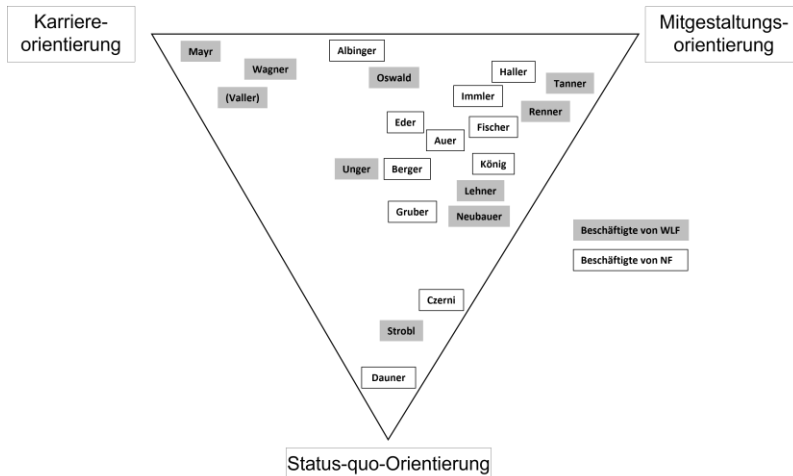 Karriere-
orientierung
Mitgestaltungs-
orientierung
Mayr
Albinger
Wagner
Oswald
Haller
Tanner
(Valler)
Immler
Renner
Eder
Fischer
Auer
Unger
Berger
König
Lehner
Gruber
Neubauer
Beschäftigte von WLF
Beschäftigte von NF
Czerni
Strobl
Dauner
Status-quo-Orientierung